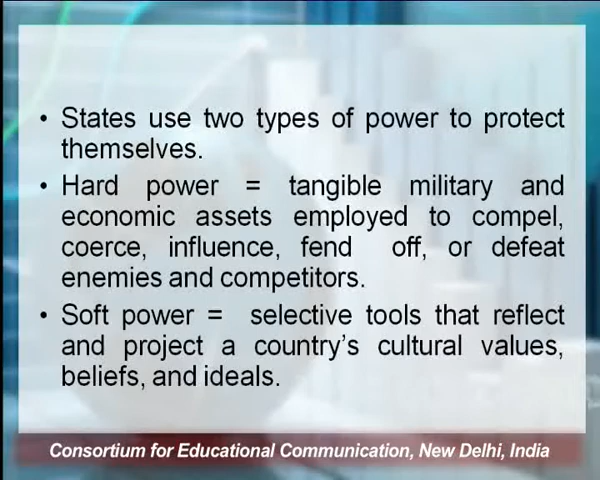 • States use two types of power to protect
themselves.
• Hard power = tangible military and
economic assets employed to compel,
coerce, influence, fend off, or defeat
enemies and competitors.
• Soft power = selective tools that reflect
and project a country's cultural values,
beliefs, and ideals.
Consortium for Educational Communication, New Delhi, India